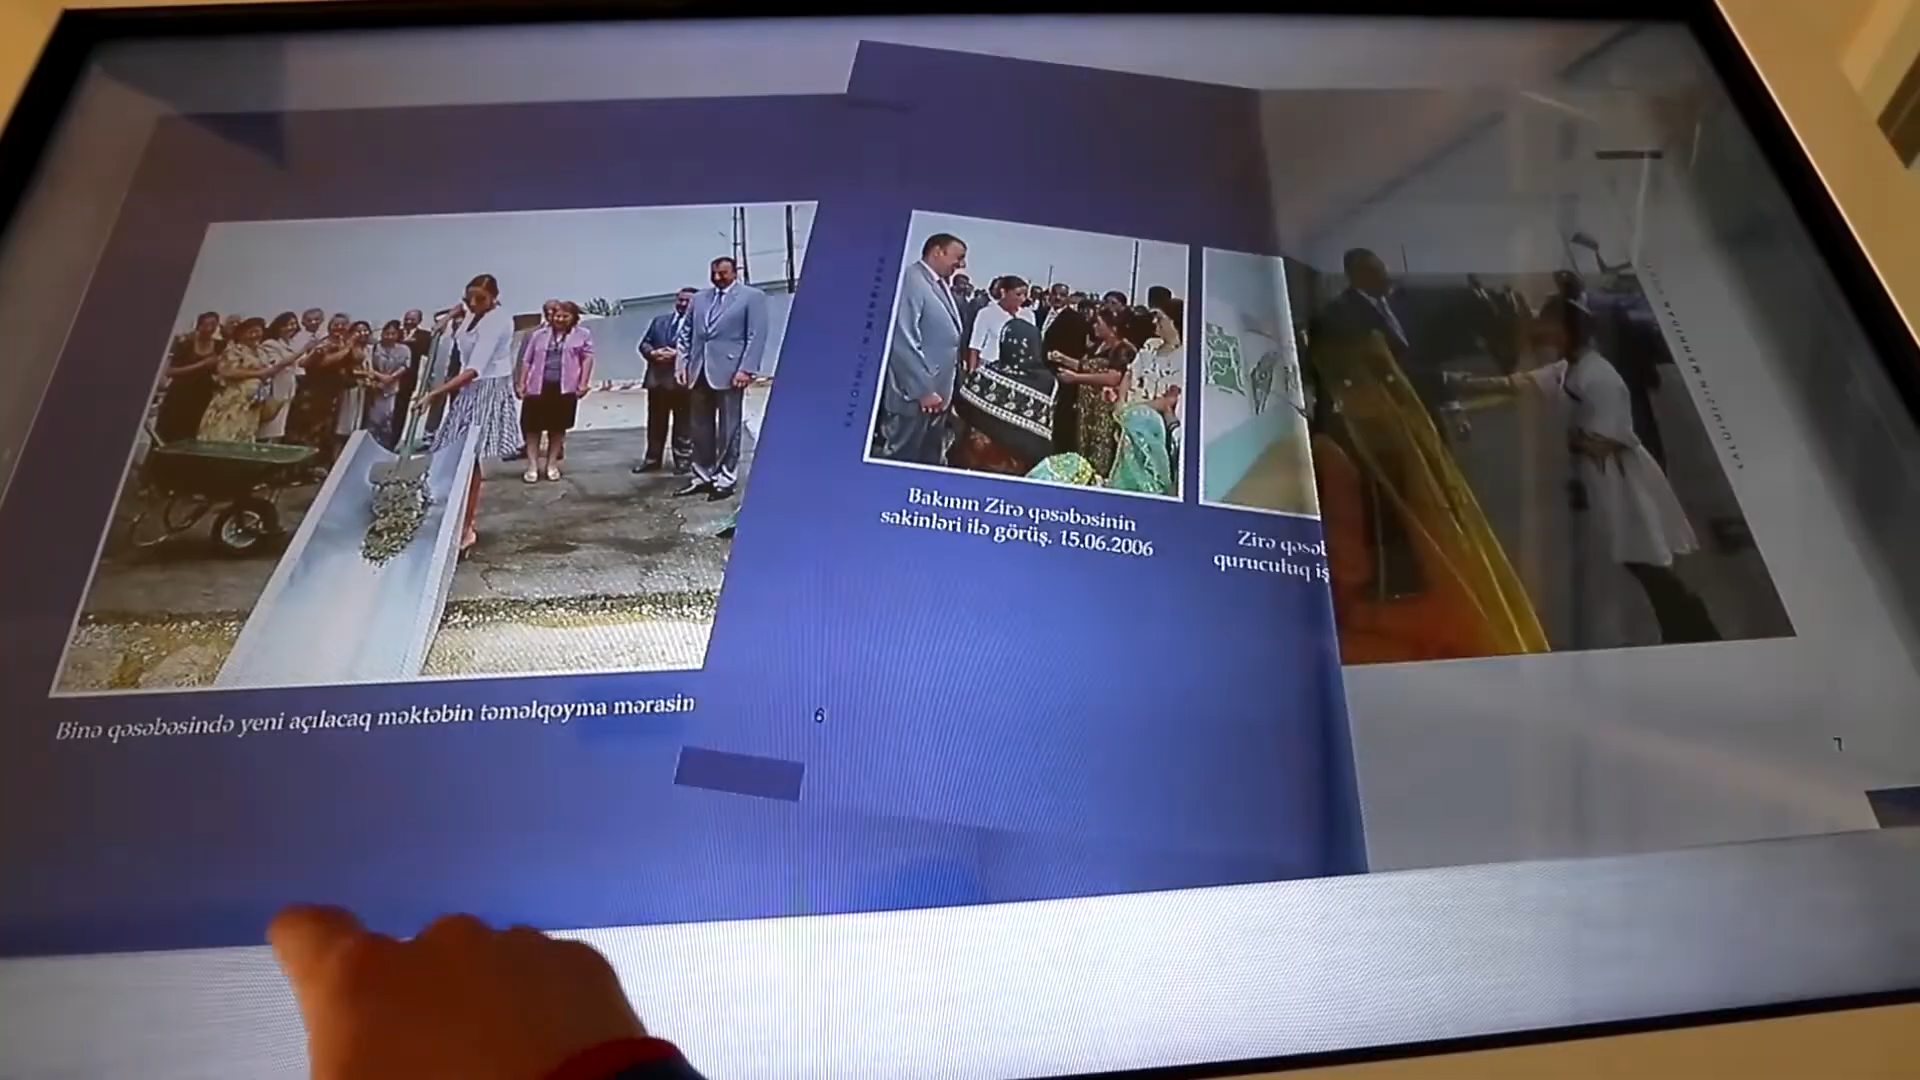 Binə qəsəbəsində yeni açılacaq məktəbin təməlqoyma mərasin
6
Bakının Zirə qəsəbəsinin
sakinləri ilə görüş. 15.06.2006
Zirə qəsəb
quruculuq iş
7